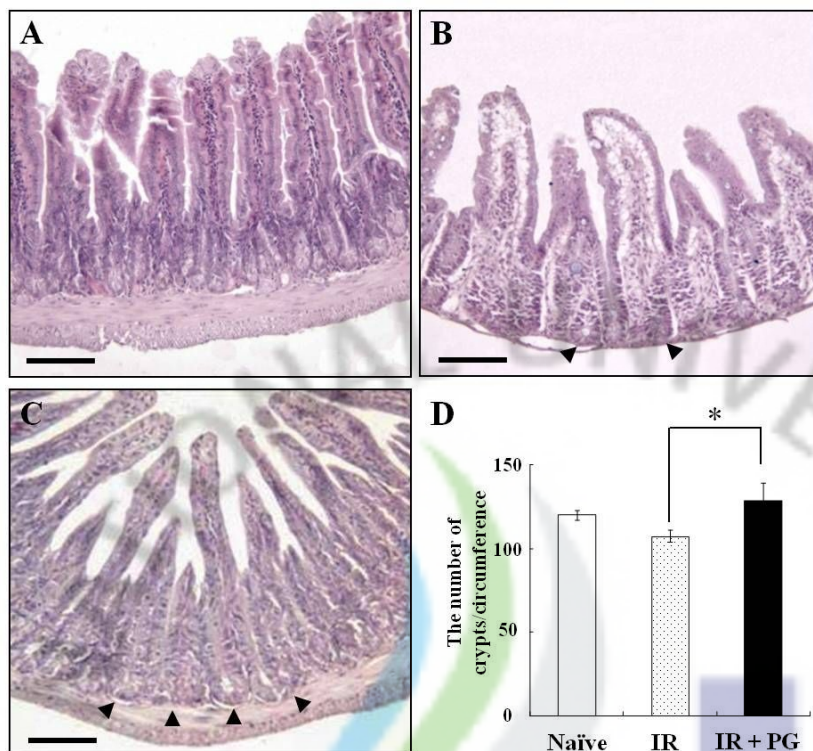 A
B
C
D
*
150
100
50
0
The number of
crypts/circumference
Naïve
IR
IR + PG